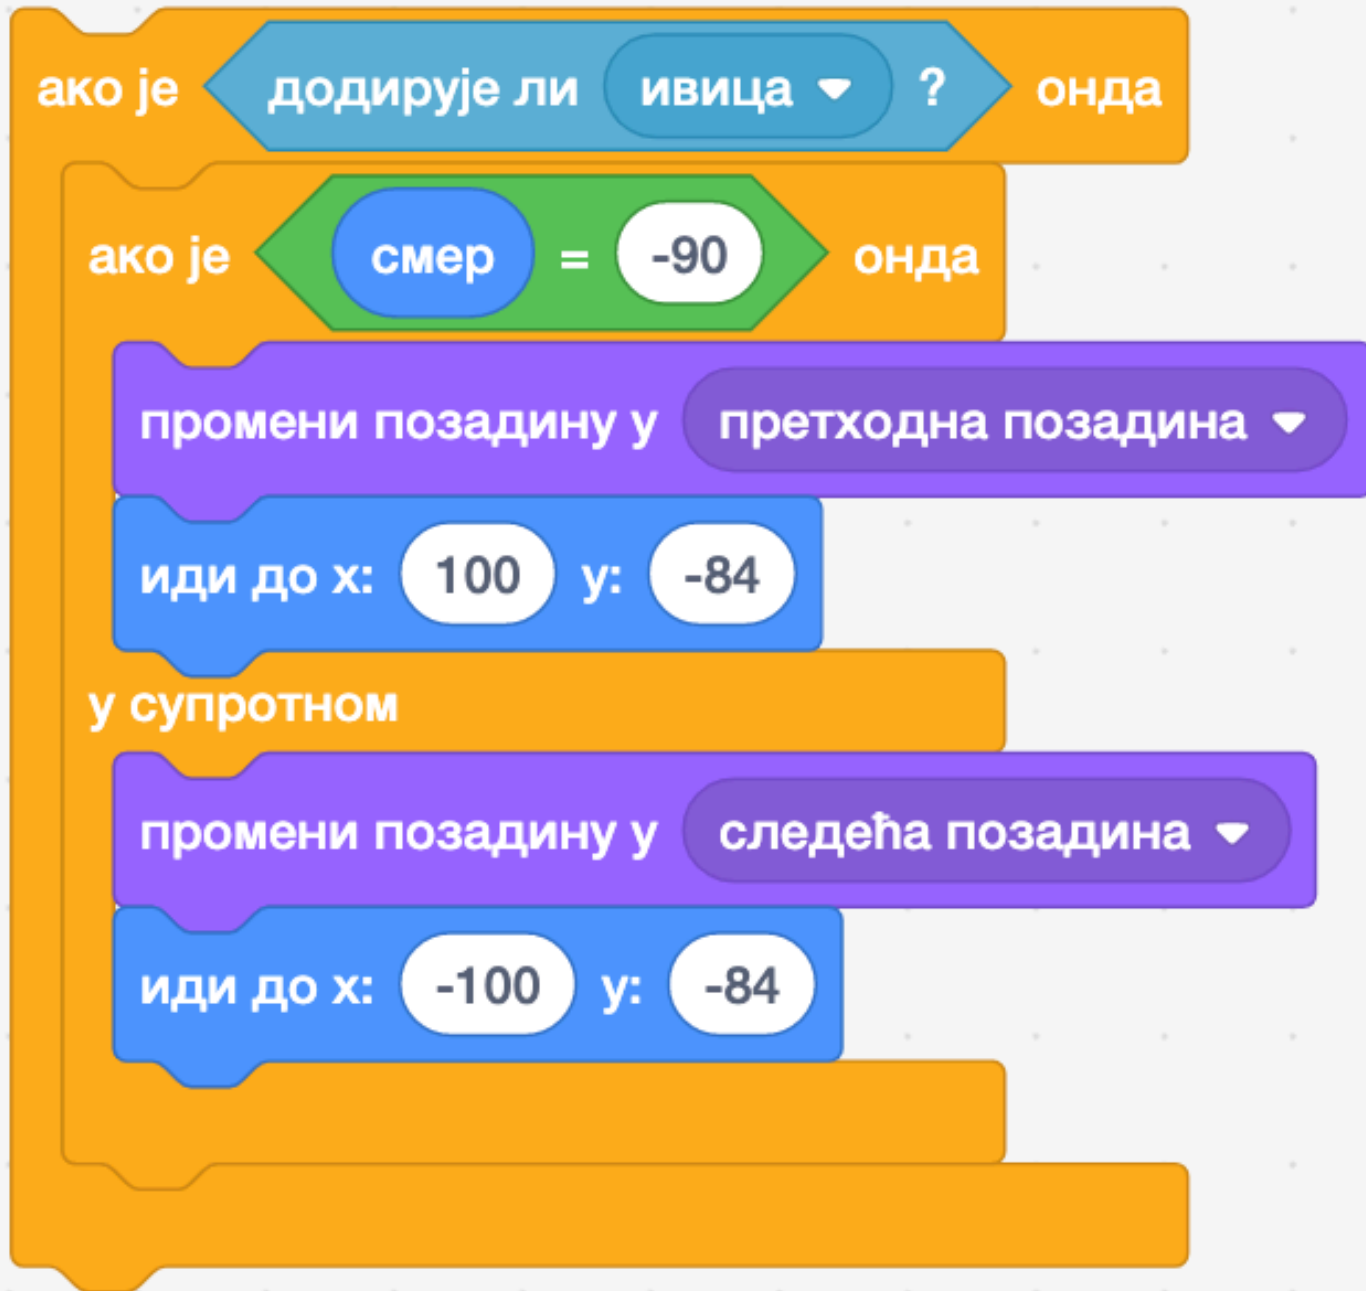 ако је додирује ли ивица ? онда
ако је смер = -90 онда
промени позадину у претходна позадина
иди до x: 100 y: -84
у супротном
промени позадину у следећа позадина
иди до x: -100 y: -84